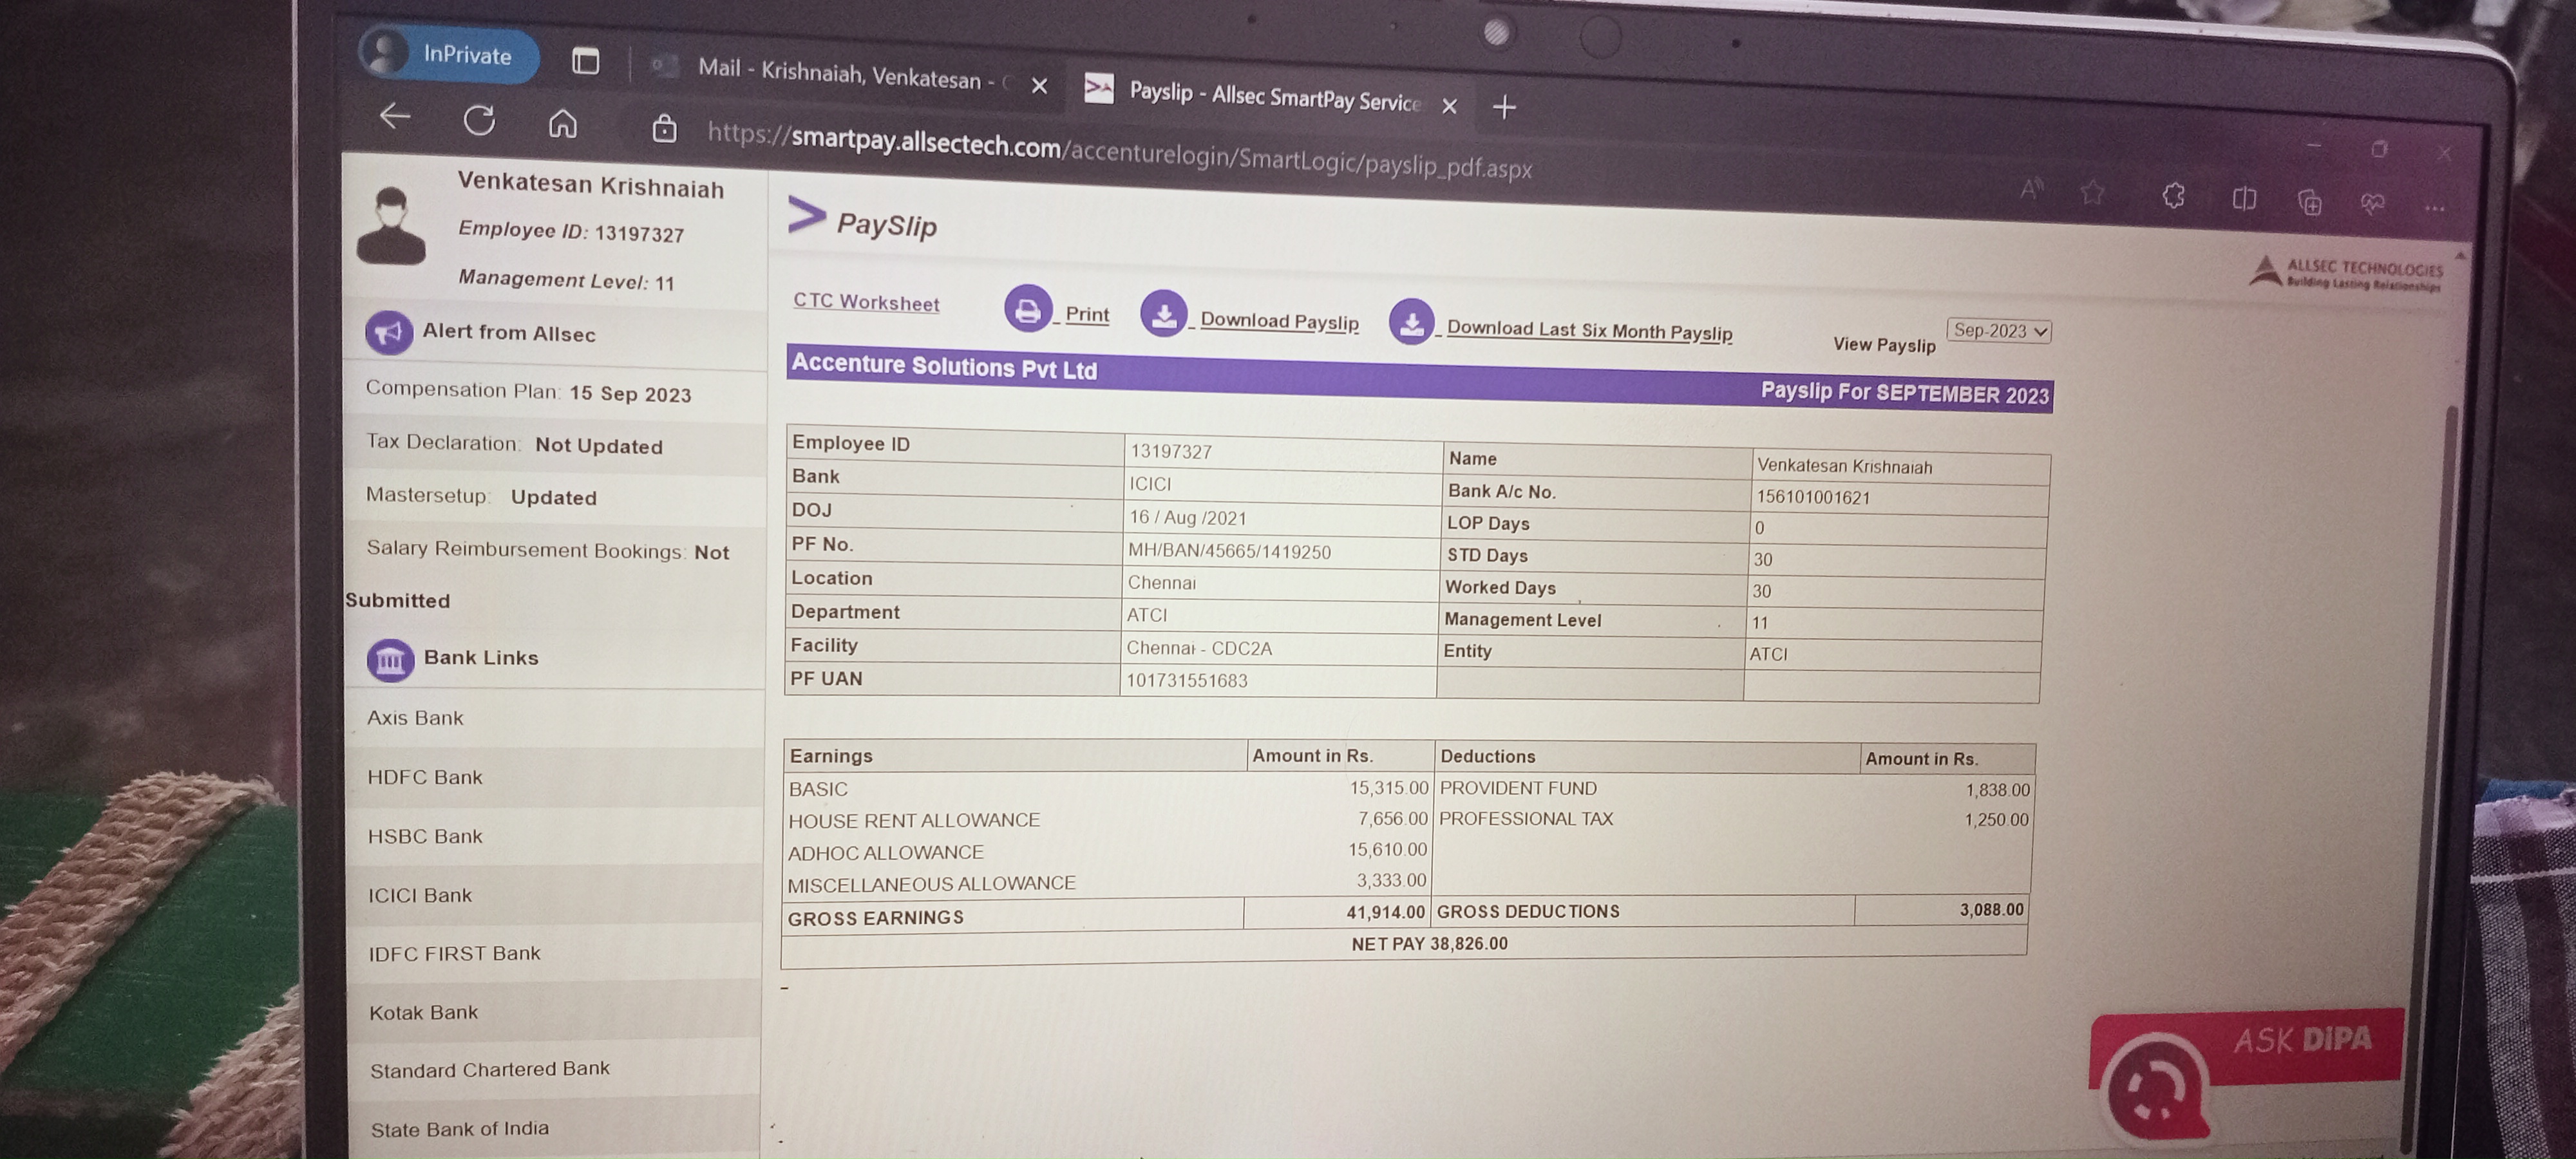 InPrivate
Mail - Krishnaiah, Venkatesan -
Payslip - Allsec SmartPay Service
https://smartpay.allsectech.com/accenturelogin/SmartLogic/payslip_pdf.aspx
Venkatesan Krishnaiah
Employee ID: 13197327
Management Level: 11
Alert from Allsec
Compensation Plan: 15 Sep 2023
Tax Declaration: Not Updated
Mastersetup: Updated
Salary Reimbursement Bookings: Not
Submitted
Bank Links
Axis Bank
HDFC Bank
HSBC Bank
ICICI Bank
IDFC FIRST Bank
Kotak Bank
Standard Chartered Bank
State Bank of India
> PaySlip
ALLSEC TECHNOLOGIES
Building Lasting Relationships
CTC Worksheet Print Download Payslip Download Last Six Month Payslip View Payslip Sep-2023
Accenture Solutions Pvt Ltd Payslip For SEPTEMBER 2023
Employee ID 13197327 Name Venkatesan Krishnaiah
Bank ICICI Bank A/c No. 156101001621
DOJ 16 / Aug /2021 LOP Days 0
PF No. MH/BAN/45665/1419250 STD Days 30
Location Chennai Worked Days 30
Department ATCI Management Level 11
Facility Chennai - CDC2A Entity ATCI
PF UAN 101731551683
Earnings Amount in Rs. Deductions Amount in Rs.
BASIC 15,315.00 PROVIDENT FUND 1,838.00
HOUSE RENT ALLOWANCE 7,656.00 PROFESSIONAL TAX 1,250.00
ADHOC ALLOWANCE 15,610.00
MISCELLANEOUS ALLOWANCE 3,333.00
GROSS EARNINGS 41,914.00 GROSS DEDUCTIONS 3,088.00
NET PAY 38,826.00
ASK DIPA